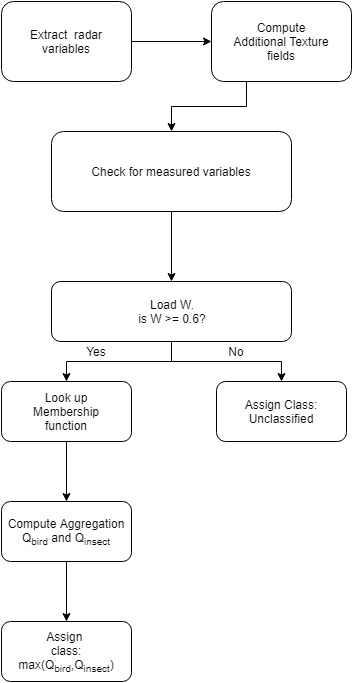 Extract radar
variables
Compute
Additional Texture
fields
Check for measured variables
Load W.
is W >= 0.6?
Yes
No
Look up
Membership
function
Assign Class:
Unclassified
Compute Aggregation
Qbird and Qinsect
Assign
class:
max(Qbird,Qinsect)